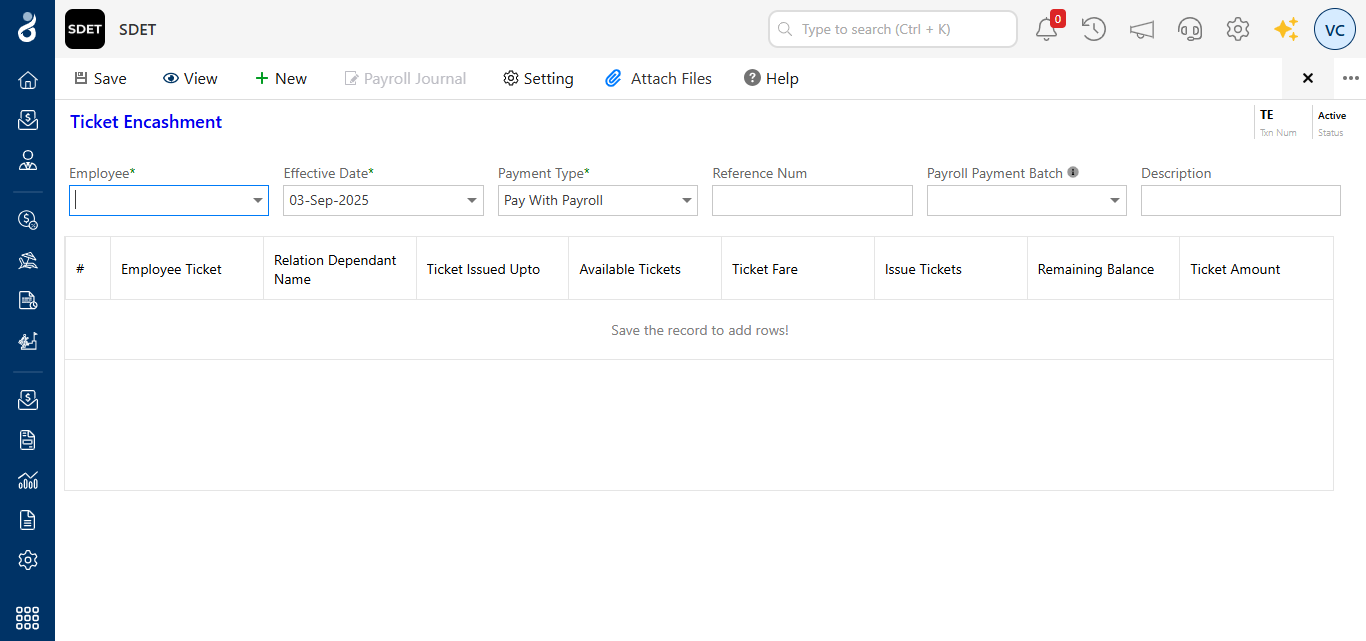 SDET
SDET
Type to search (Ctrl + K)
0
VC
Save
View
New
Payroll Journal
Setting
Attach Files
Help
Ticket Encashment
TE
Txn Num
Active
Status
Employee*
Effective Date*
Payment Type*
Reference Num
Payroll Payment Batch
Description
03-Sep-2025
Pay With Payroll
#
Employee Ticket
Relation Dependant
Name
Ticket Issued Upto
Available Tickets
Ticket Fare
Issue Tickets
Remaining Balance
Ticket Amount
Save the record to add rows!